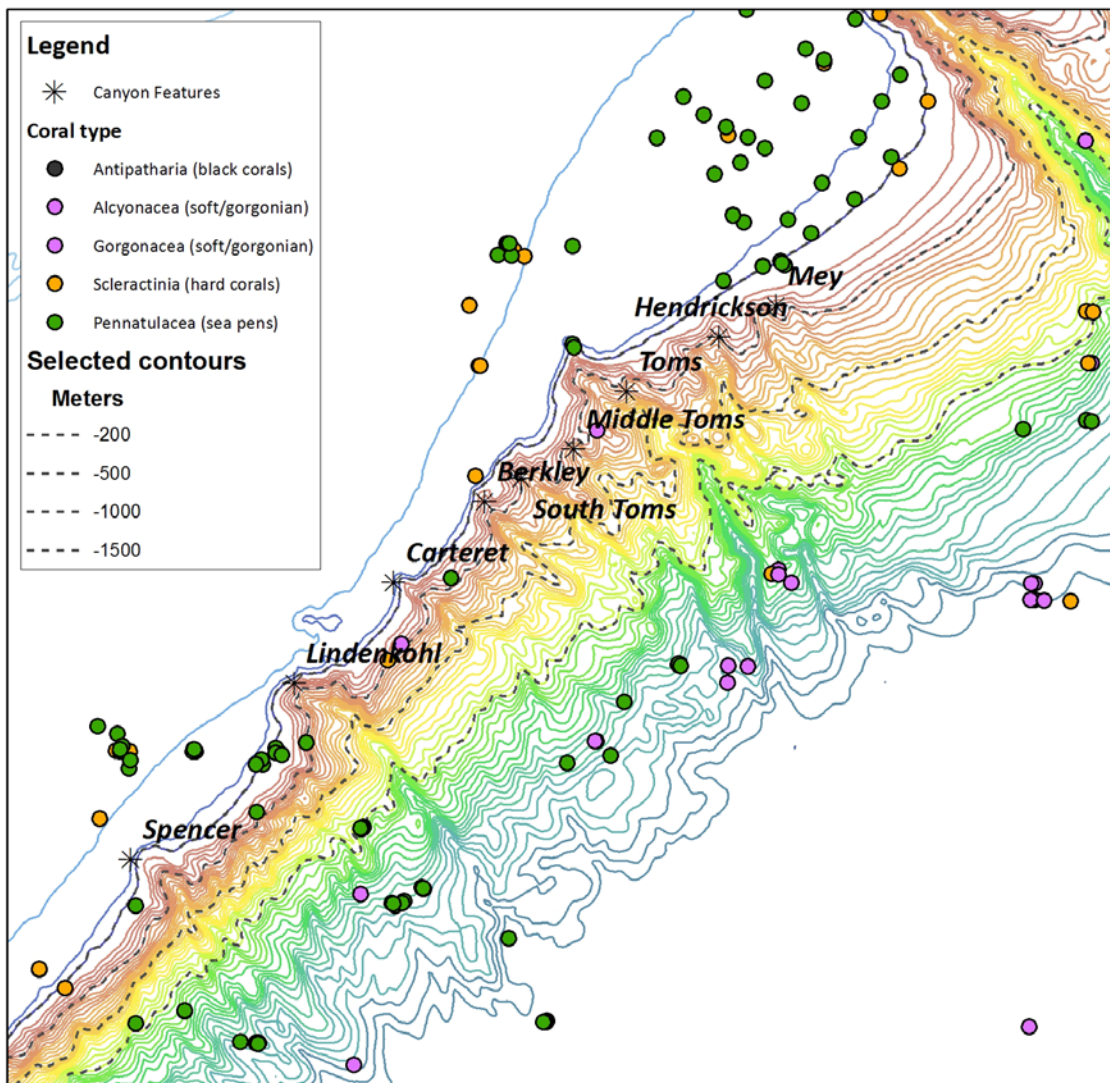 Legend
Canyon Features
Coral type
Antipatharia (black corals)
Alcyonacea (soft/gorgonian)
Gorgonacea (soft/gorgonian)
Scleractinia (hard corals)
Pennatulacea (sea pens)
Selected contours
Meters
-200
-500
-1000
-1500
Mey
Hendrickson
Toms
Middle Toms
Berkley
South Toms
Carteret
Lindenkohl
Spencer